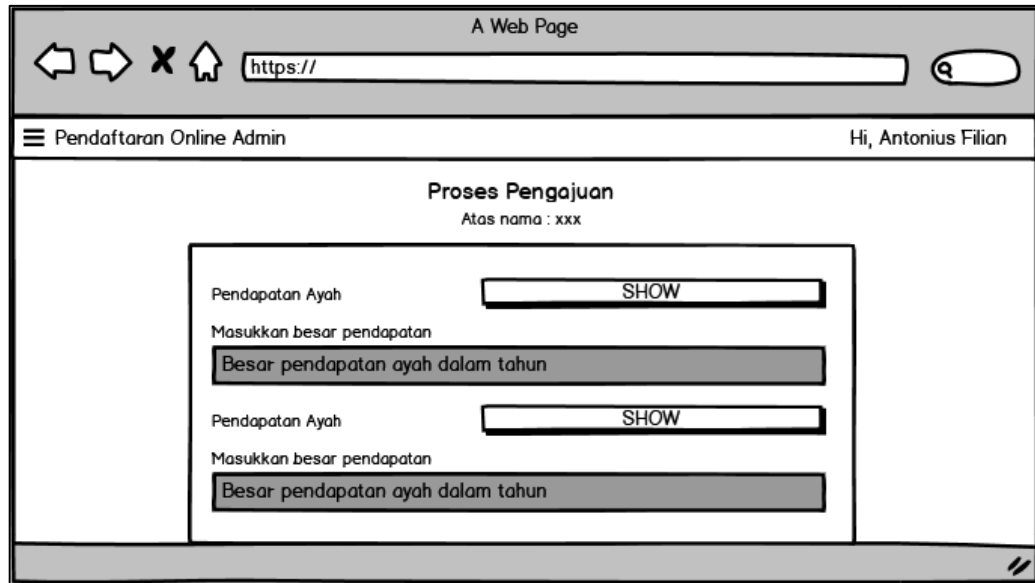 A Web Page
https://
Pendaftaran Online Admin
Hi, Antonius Filian
Proses Pengajuan
Atas nama : xxx
Pendapatan Ayah
SHOW
Masukkan besar pendapatan
Besar pendapatan ayah dalam tahun
Pendapatan Ayah
SHOW
Masukkan besar pendapatan
Besar pendapatan ayah dalam tahun